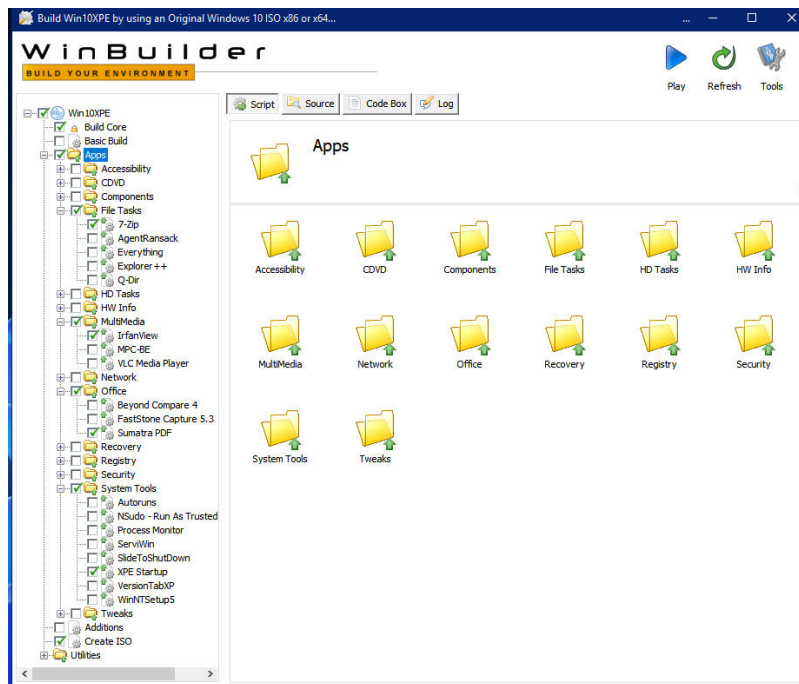 Build Win10XPE by using an Original Windows 10 ISO x86 or x64...
WinBuilder
BUILD YOUR ENVIRONMENT
Play Refresh Tools
Script Source Code Box Log
Win10XPE
Build Core
Basic Build
Apps
Accessibility
CDVD
Components
File Tasks
7-Zip
AgentRansack
Everything
Explorer++
Q-Dir
HD Tasks
HW Info
MultiMedia
IrfanView
MPC-BE
VLC Media Player
Network
Office
Beyond Compare 4
FastStone Capture 5.3
Sumatra PDF
Recovery
Registry
Security
System Tools
Autoruns
NSudo - Run As Trusted
Process Monitor
ServiWin
SlideToShutDown
XPE Startup
VersionTabXP
WinNTSetup5
Tweaks
Additions
Create ISO
Utilities
Apps
Accessibility CDVD Components File Tasks HD Tasks HW Info
MultiMedia Network Office Recovery Registry Security
System Tools Tweaks